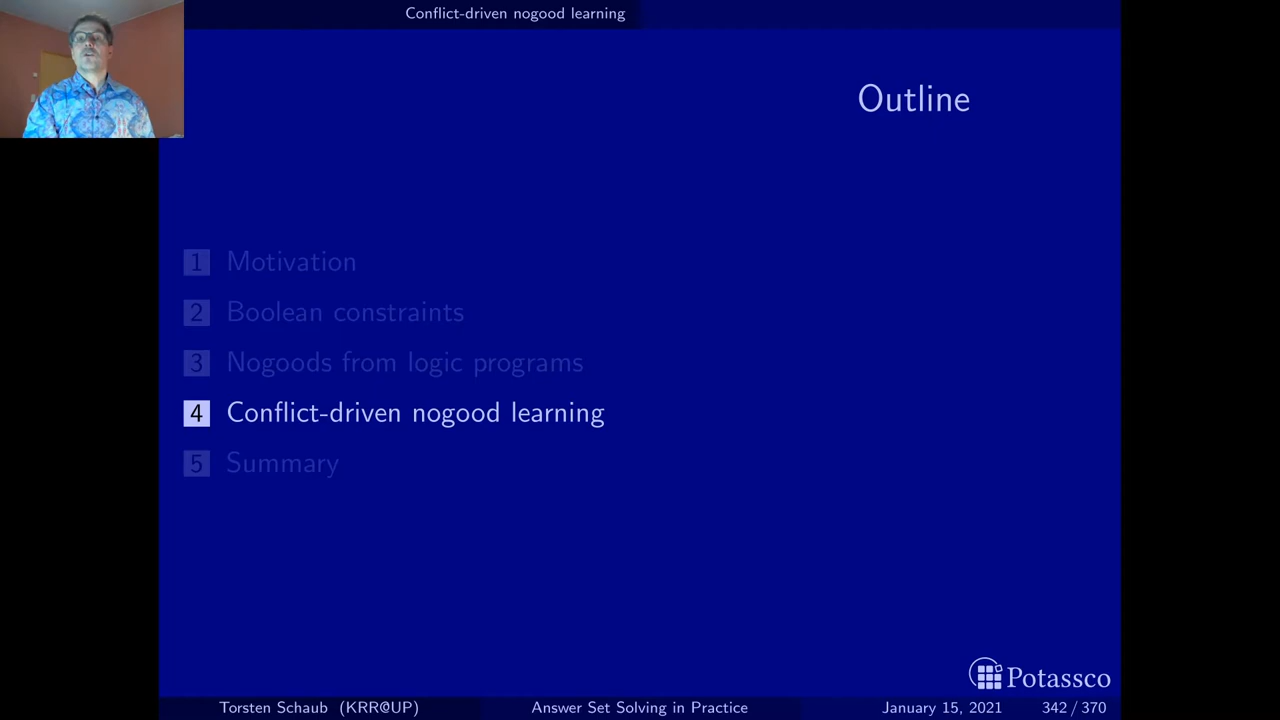 Conflict-driven nogood learning
Outline
1 Motivation
2 Boolean constraints
3 Nogoods from logic programs
4 Conflict-driven nogood learning
5 Summary
Potassco
Torsten Schaub (KRR@UP) Answer Set Solving in Practice January 15, 2021 342 / 370